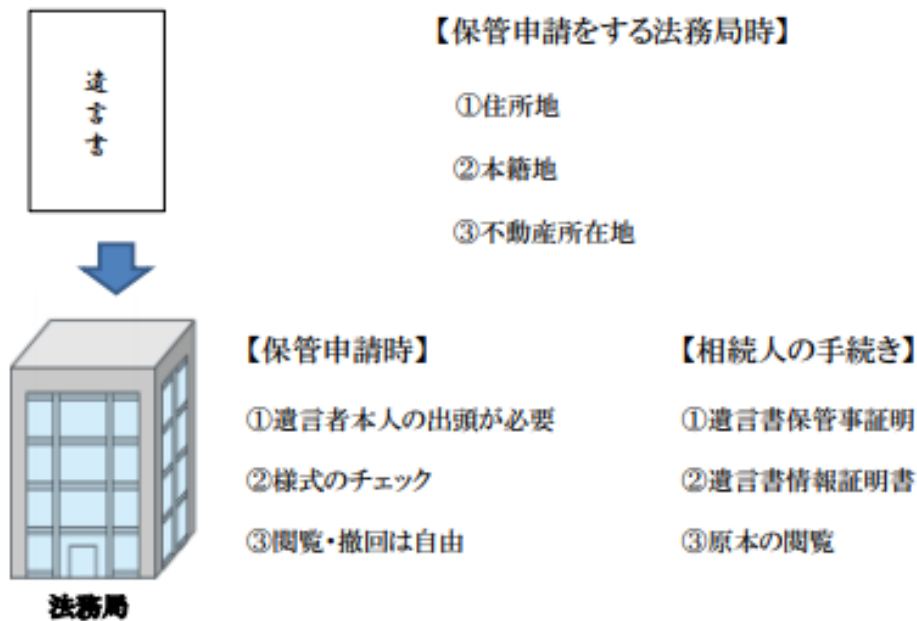 遺言書
【保管申請をする法務局時】
①住所地
②本籍地
③不動産所在地
【保管申請時】
①遺言者本人の出頭が必要
②様式のチェック
③閲覧・撤回は自由
【相続人の手続き】
①遺言書保管事証明
②遺言書情報証明書
③原本の閲覧
法務局